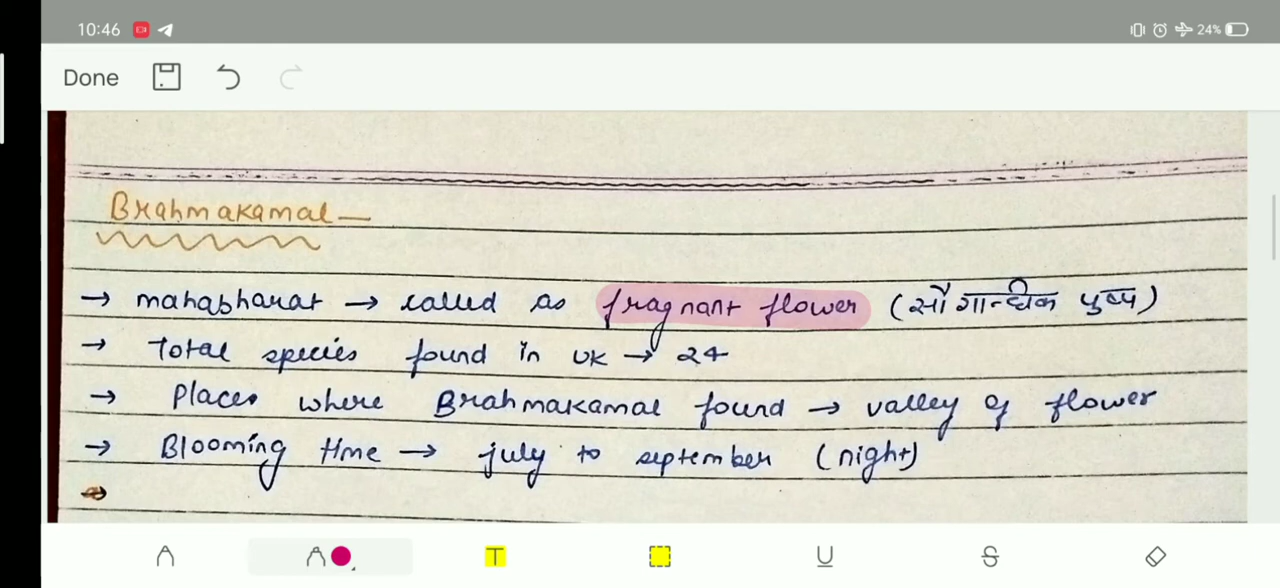 10:46 24%
Done
Brahmakamal —
→ mahabharat → called as fragnant flower (सौगान्धीक पुष्प)
→ Total species found in UK → 24
→ Places where Brahmakamal found → valley of flower
→ Blooming time → july to september (night)
→
T U S